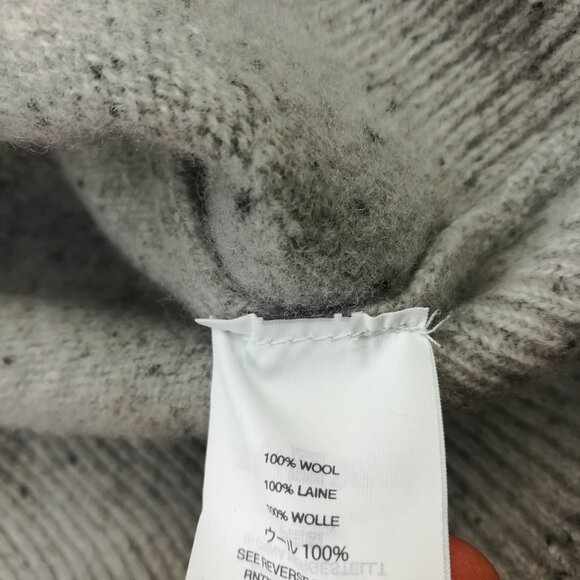 100% WOOL
100% LAINE
100% WOLLE
ウール 100%
SEE REVERSE